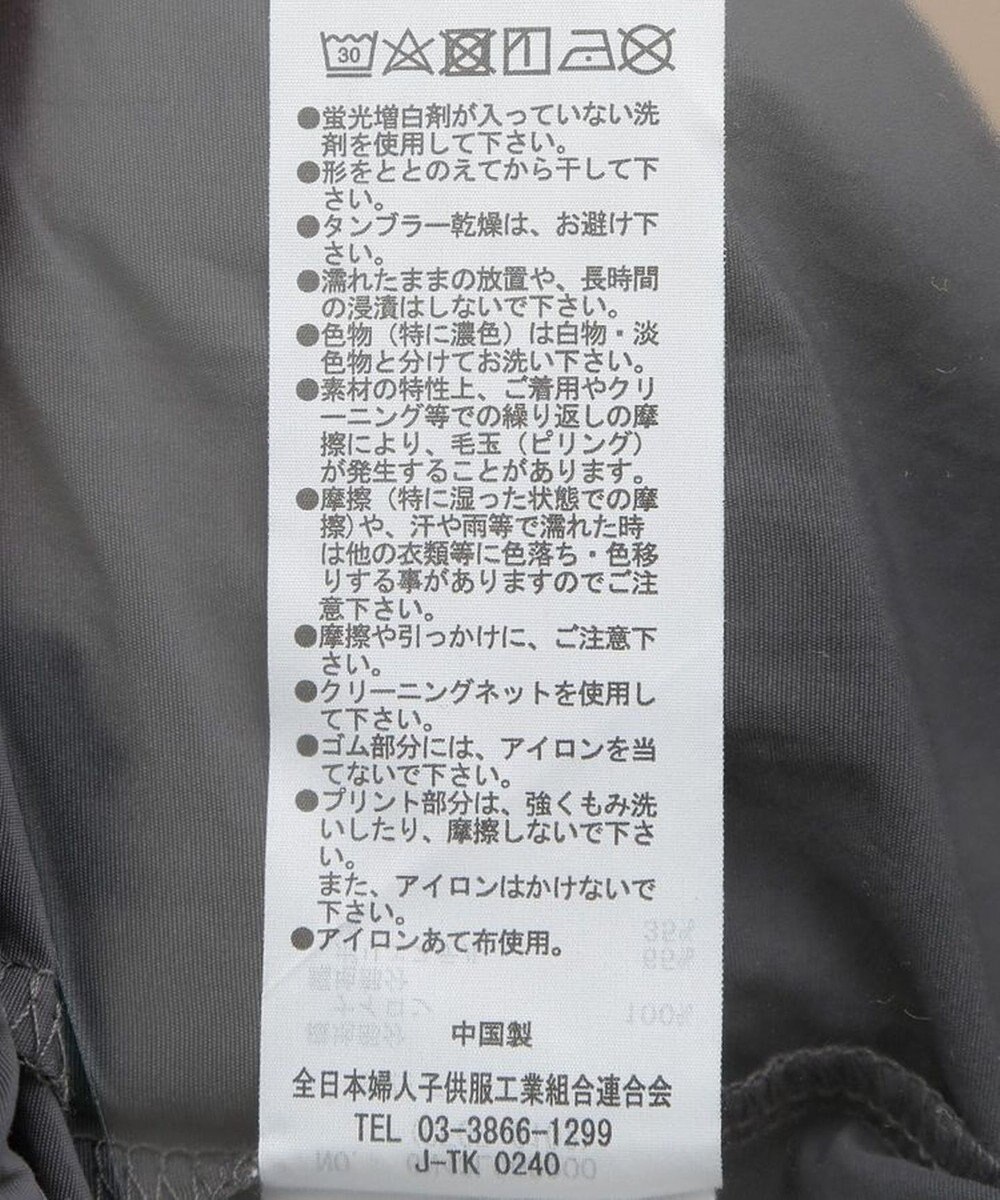 30
●蛍光増白剤が入っていない洗
剤を使用して下さい。
●形をととのえてから干して下
さい。
●タンブラー乾燥は、お避け下
さい。
●濡れたままの放置や、長時間
の浸漬はしないで下さい。
●色物（特に濃色）は白物・淡
色物と分けてお洗い下さい。
●素材の特性上、ご着用やクリ
ーニング等での繰り返しの摩
擦により、毛玉（ピリング）
が発生することがあります。
●摩擦（特に湿った状態での摩
擦)や、汗や雨等で濡れた時
は他の衣類等に色落ち・色移
りする事がありますのでご注
意下さい。
●摩擦や引っかけに、ご注意下
さい。
●クリーニングネットを使用し
て下さい。
●ゴム部分には、アイロンを当
てないで下さい。
●プリント部分は、強くもみ洗
いしたり、摩擦しないで下さ
い。
また、アイロンはかけないで
下さい。
●アイロンあて布使用。
中国製
全日本婦人子供服工業組合連合会
TEL 03-3866-1299
J-TK 0240